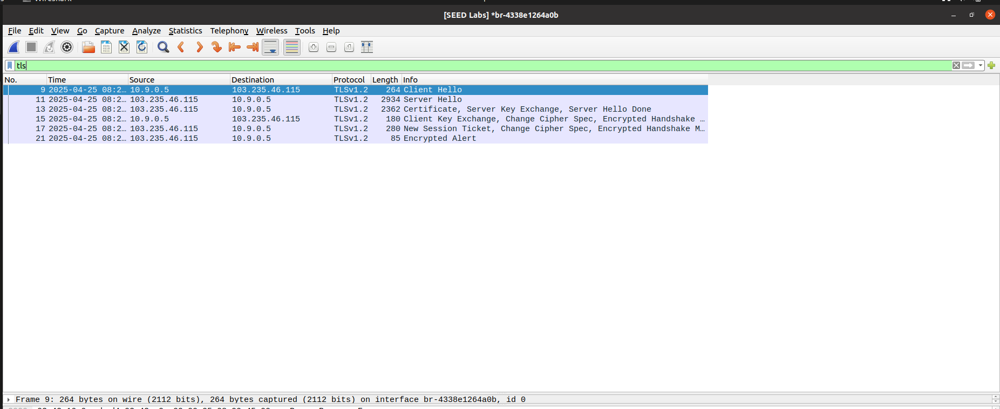 Wireshark
[SEED Labs] *br-4338e1264a0b
File Edit View Go Capture Analyze Statistics Telephony Wireless Tools Help
tls
No. Time Source Destination Protocol Length Info
9 2025-04-25 08:2… 10.9.0.5 103.235.46.115 TLSv1.2 264 Client Hello
11 2025-04-25 08:2… 103.235.46.115 10.9.0.5 TLSv1.2 2934 Server Hello
13 2025-04-25 08:2… 103.235.46.115 10.9.0.5 TLSv1.2 2362 Certificate, Server Key Exchange, Server Hello Done
15 2025-04-25 08:2… 10.9.0.5 103.235.46.115 TLSv1.2 180 Client Key Exchange, Change Cipher Spec, Encrypted Handshake …
17 2025-04-25 08:2… 103.235.46.115 10.9.0.5 TLSv1.2 280 New Session Ticket, Change Cipher Spec, Encrypted Handshake M…
21 2025-04-25 08:2… 103.235.46.115 10.9.0.5 TLSv1.2 85 Encrypted Alert
Frame 9: 264 bytes on wire (2112 bits), 264 bytes captured (2112 bits) on interface br-4338e1264a0b, id 0